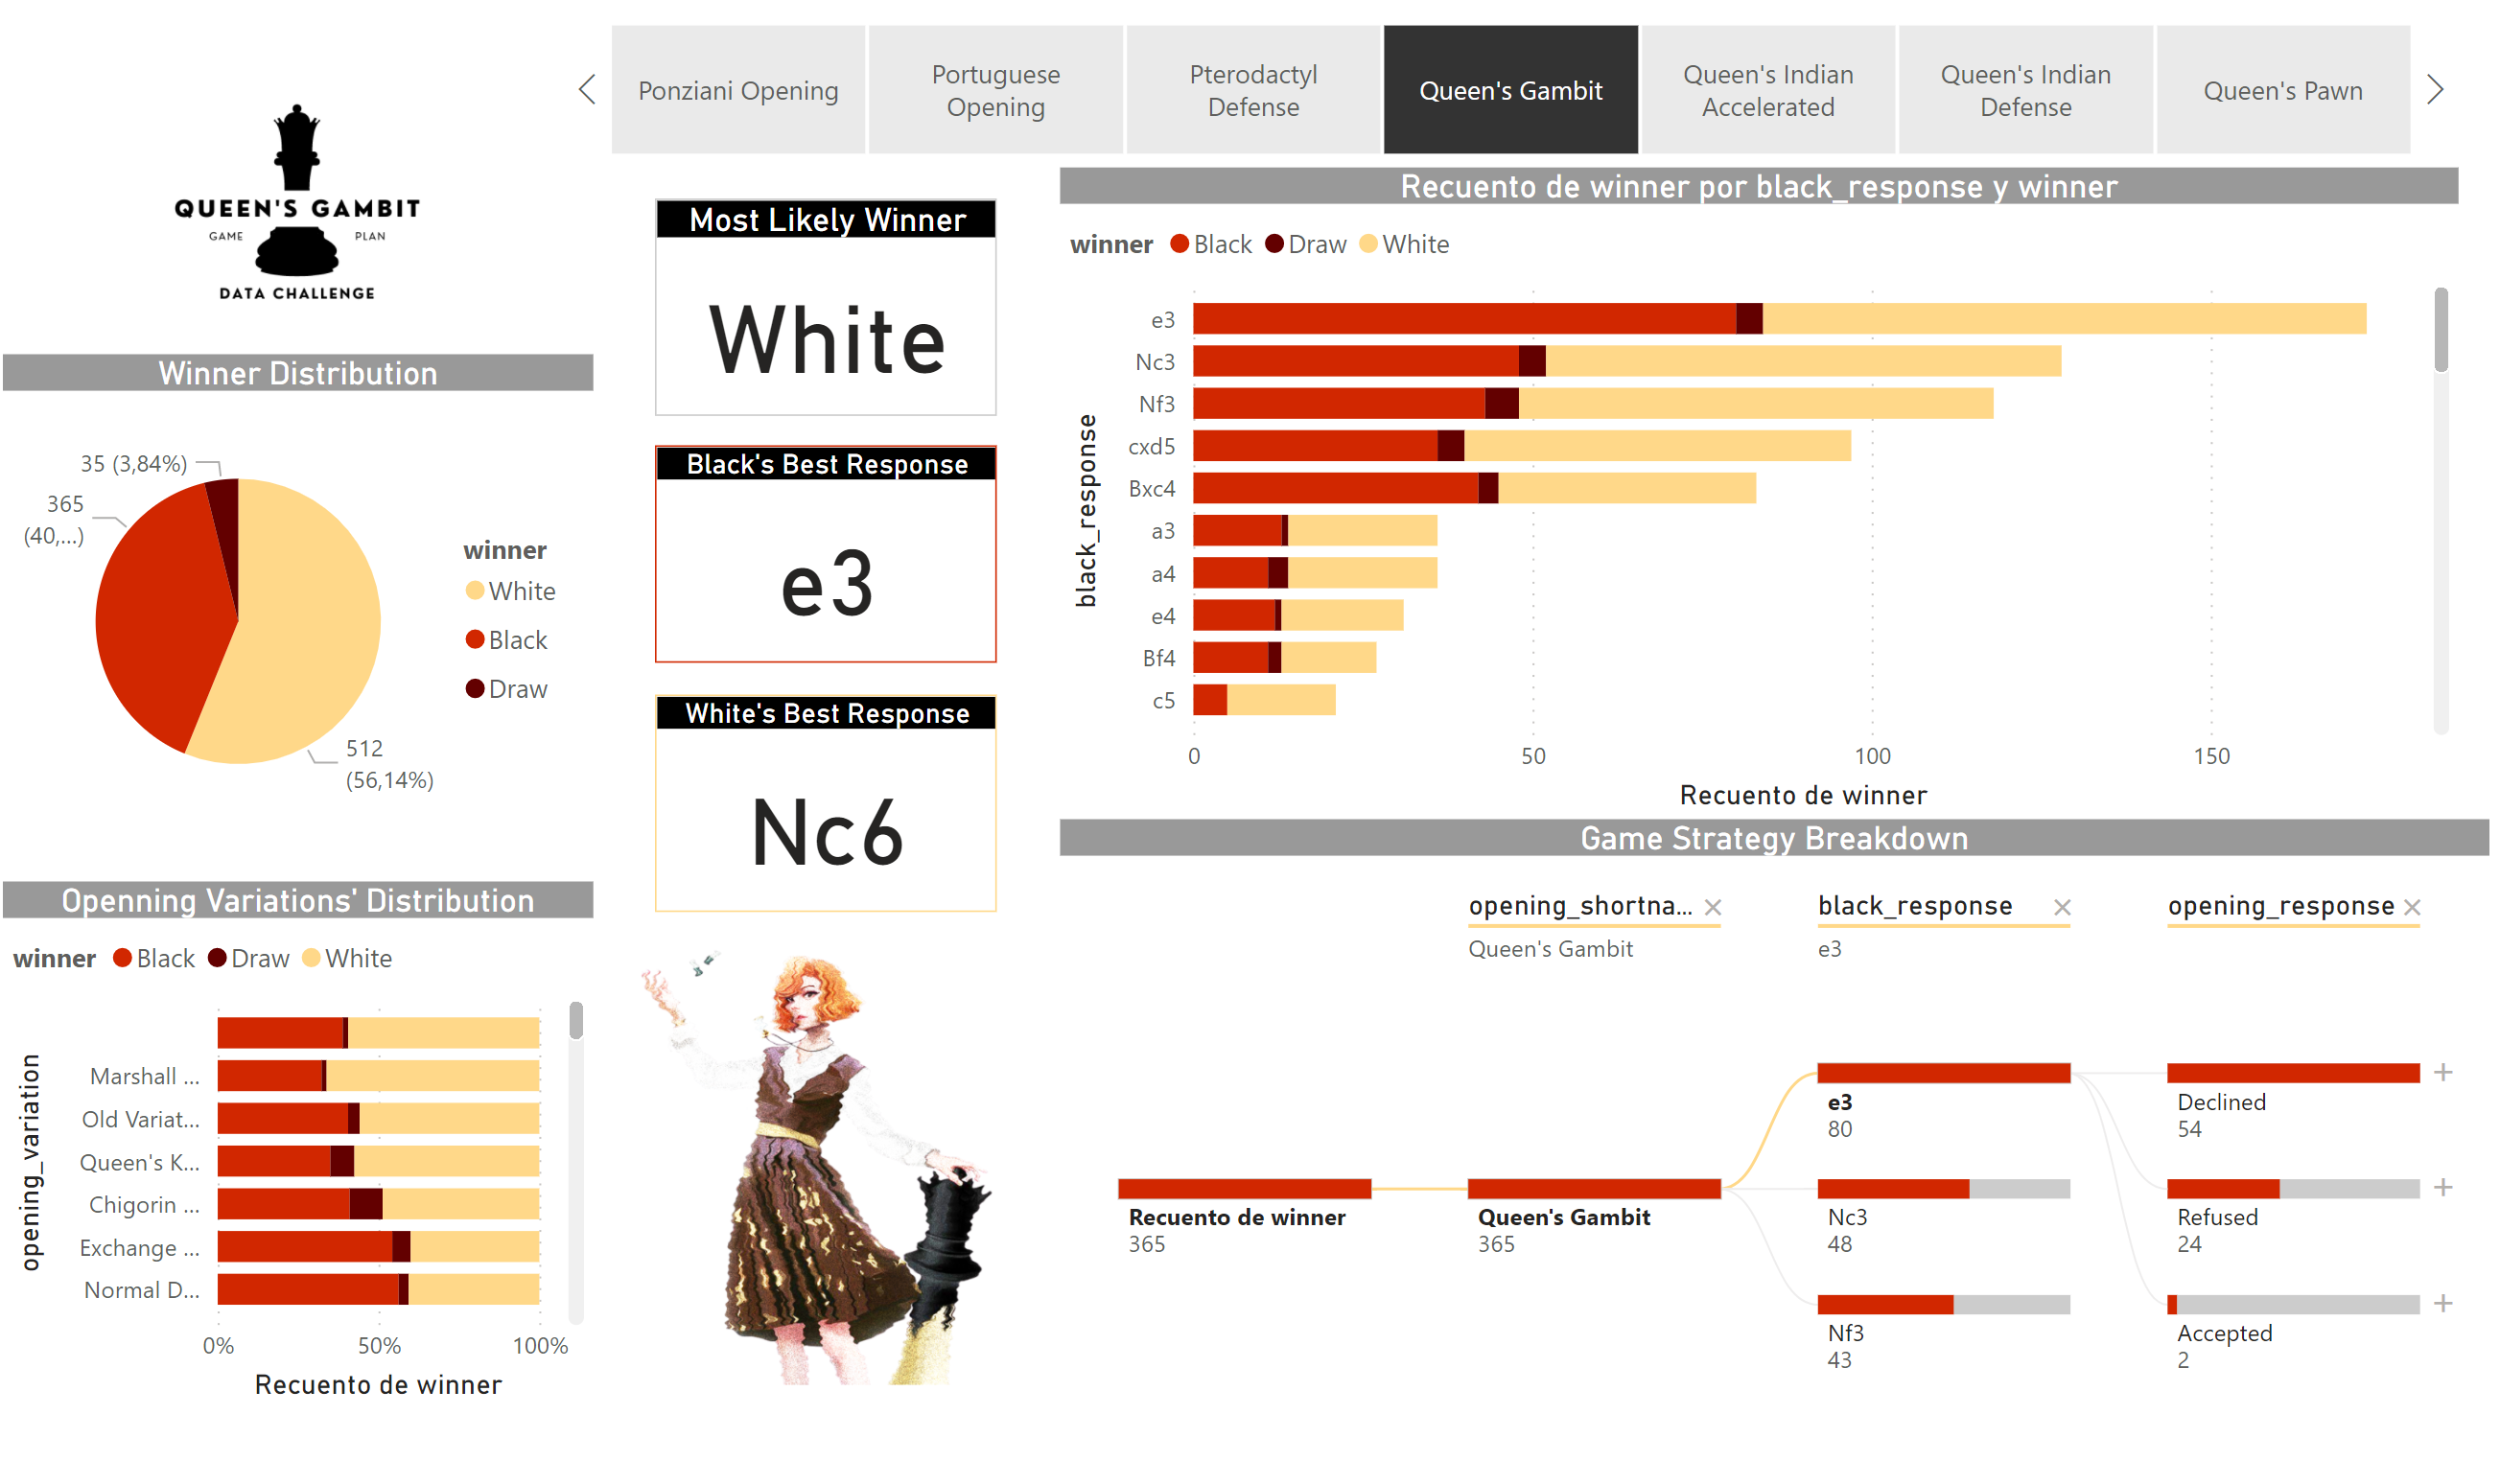 Ponziani Opening
Portuguese
Opening
Pterodactyl
Defense
Queen's Gambit
Queen's Indian
Accelerated
Queen's Indian
Defense
Queen's Pawn
QUEEN'S GAMBIT
GAME PLAN
DATA CHALLENGE
Winner Distribution
35 (3,84%)
365
(40,...)
512
(56,14%)
winner
White
Black
Draw
Openning Variations' Distribution
winner Black Draw White
opening_variation
Marshall ...
Old Variat...
Queen's K...
Chigorin ...
Exchange ...
Normal D...
0% 50% 100%
Recuento de winner
Most Likely Winner
White
Black's Best Response
e3
White's Best Response
Nc6
Recuento de winner por black_response y winner
winner Black Draw White
black_response
e3
Nc3
Nf3
cxd5
Bxc4
a3
a4
e4
Bf4
c5
0 50 100 150
Recuento de winner
Game Strategy Breakdown
opening_shortna... black_response opening_response
Queen's Gambit e3
Recuento de winner
365
Queen's Gambit
365
e3
80
Nc3
48
Nf3
43
Declined
54
Refused
24
Accepted
2